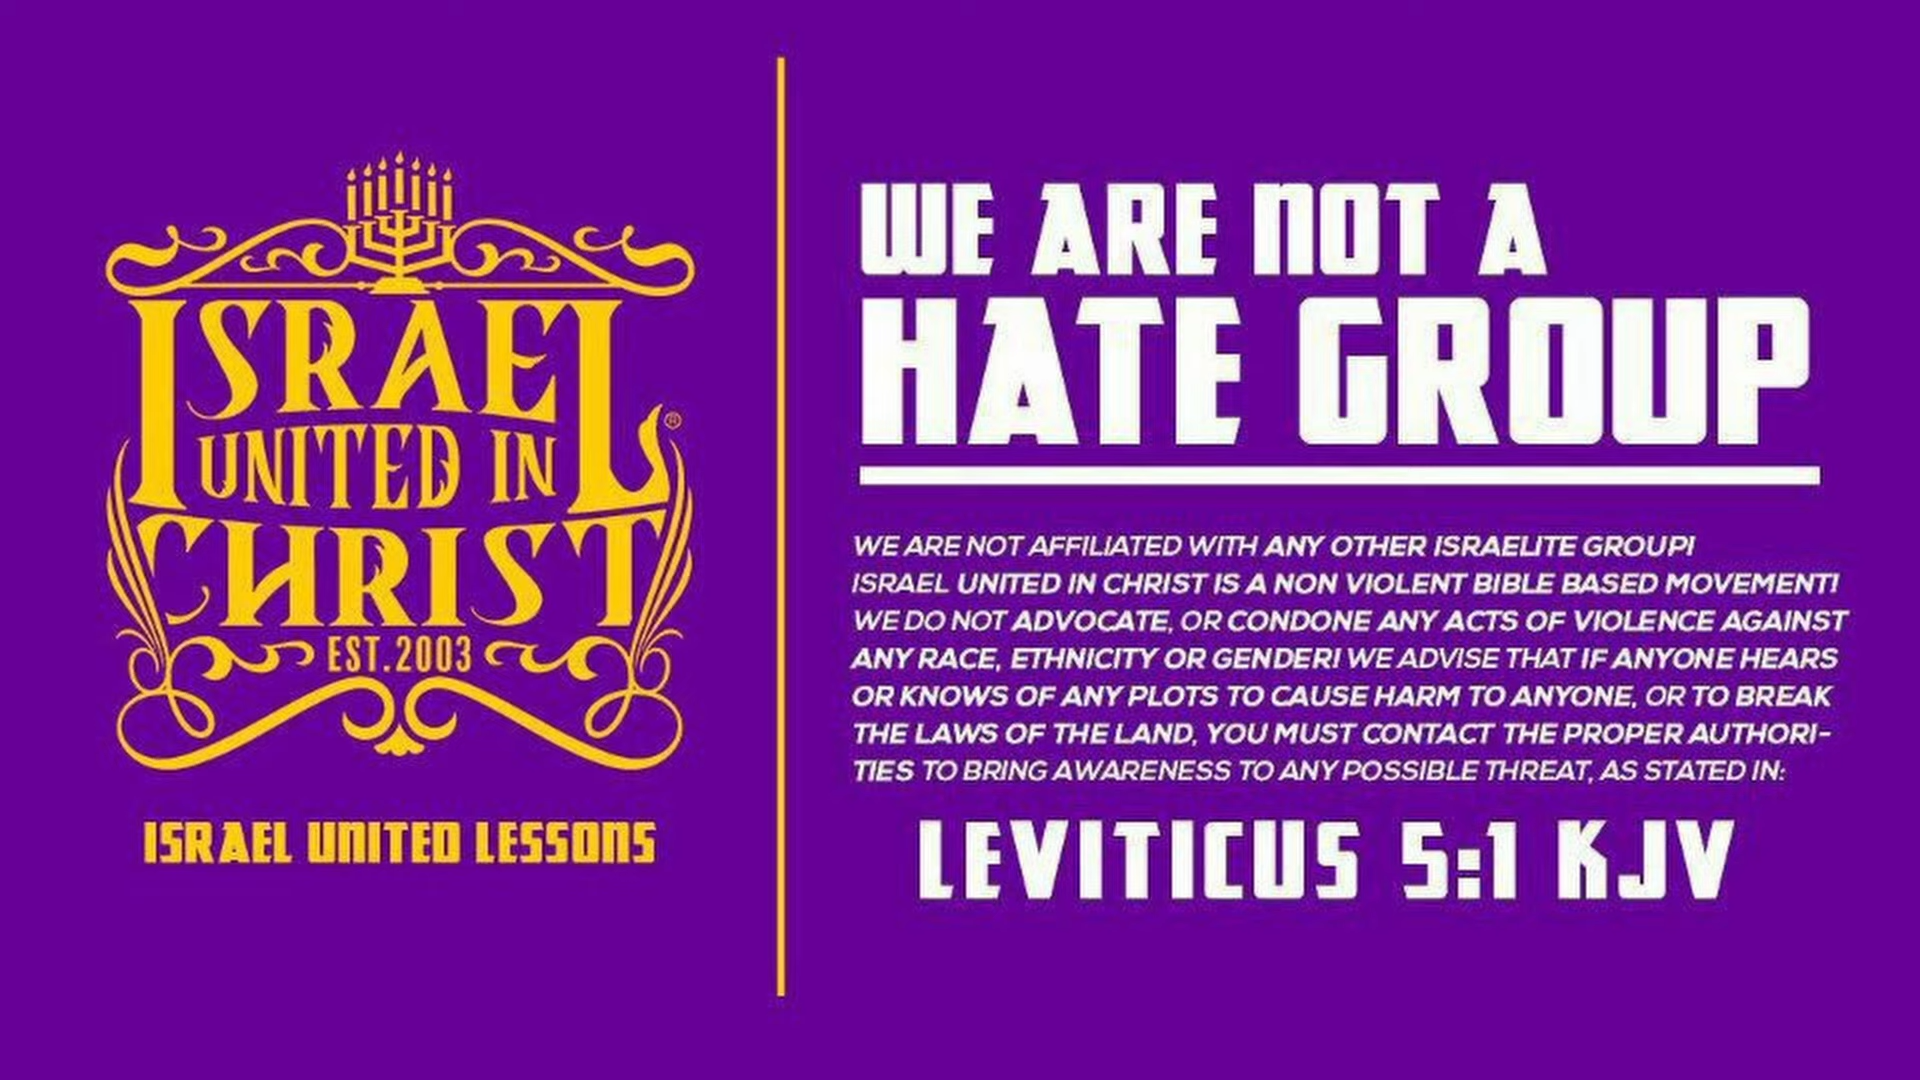 ISRAEL
UNITED IN
CHRIST
®
EST.2003
ISRAEL UNITED LESSONS
WE ARE NOT A
HATE GROUP
WE ARE NOT AFFILIATED WITH ANY OTHER ISRAELITE GROUP!
ISRAEL UNITED IN CHRIST IS A NON VIOLENT BIBLE BASED MOVEMENT!
WE DO NOT ADVOCATE, OR CONDONE ANY ACTS OF VIOLENCE AGAINST
ANY RACE, ETHNICITY OR GENDER! WE ADVISE THAT IF ANYONE HEARS
OR KNOWS OF ANY PLOTS TO CAUSE HARM TO ANYONE, OR TO BREAK
THE LAWS OF THE LAND, YOU MUST CONTACT THE PROPER AUTHORI-
TIES TO BRING AWARENESS TO ANY POSSIBLE THREAT, AS STATED IN:
LEVITICUS 5:1 KJV